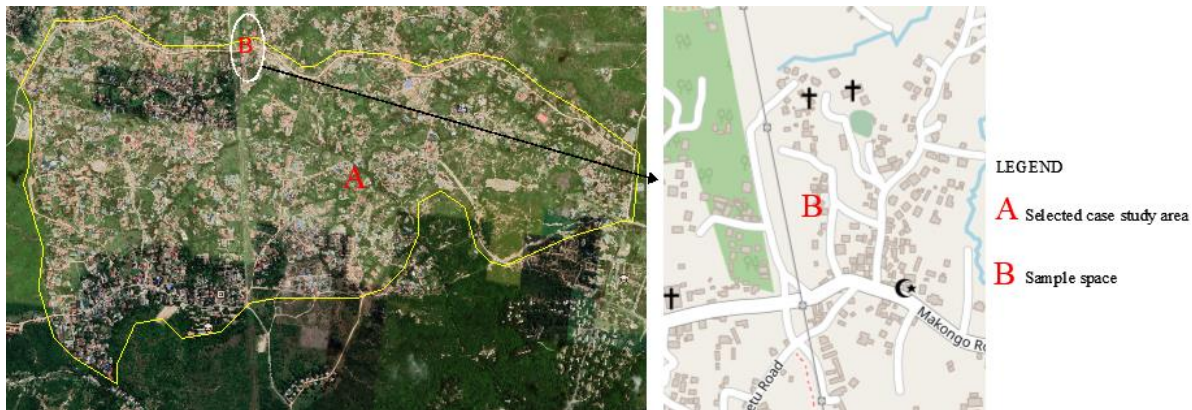 B
A
B
Makongo Ro
etu Road
LEGEND
A Selected case study area
B Sample space